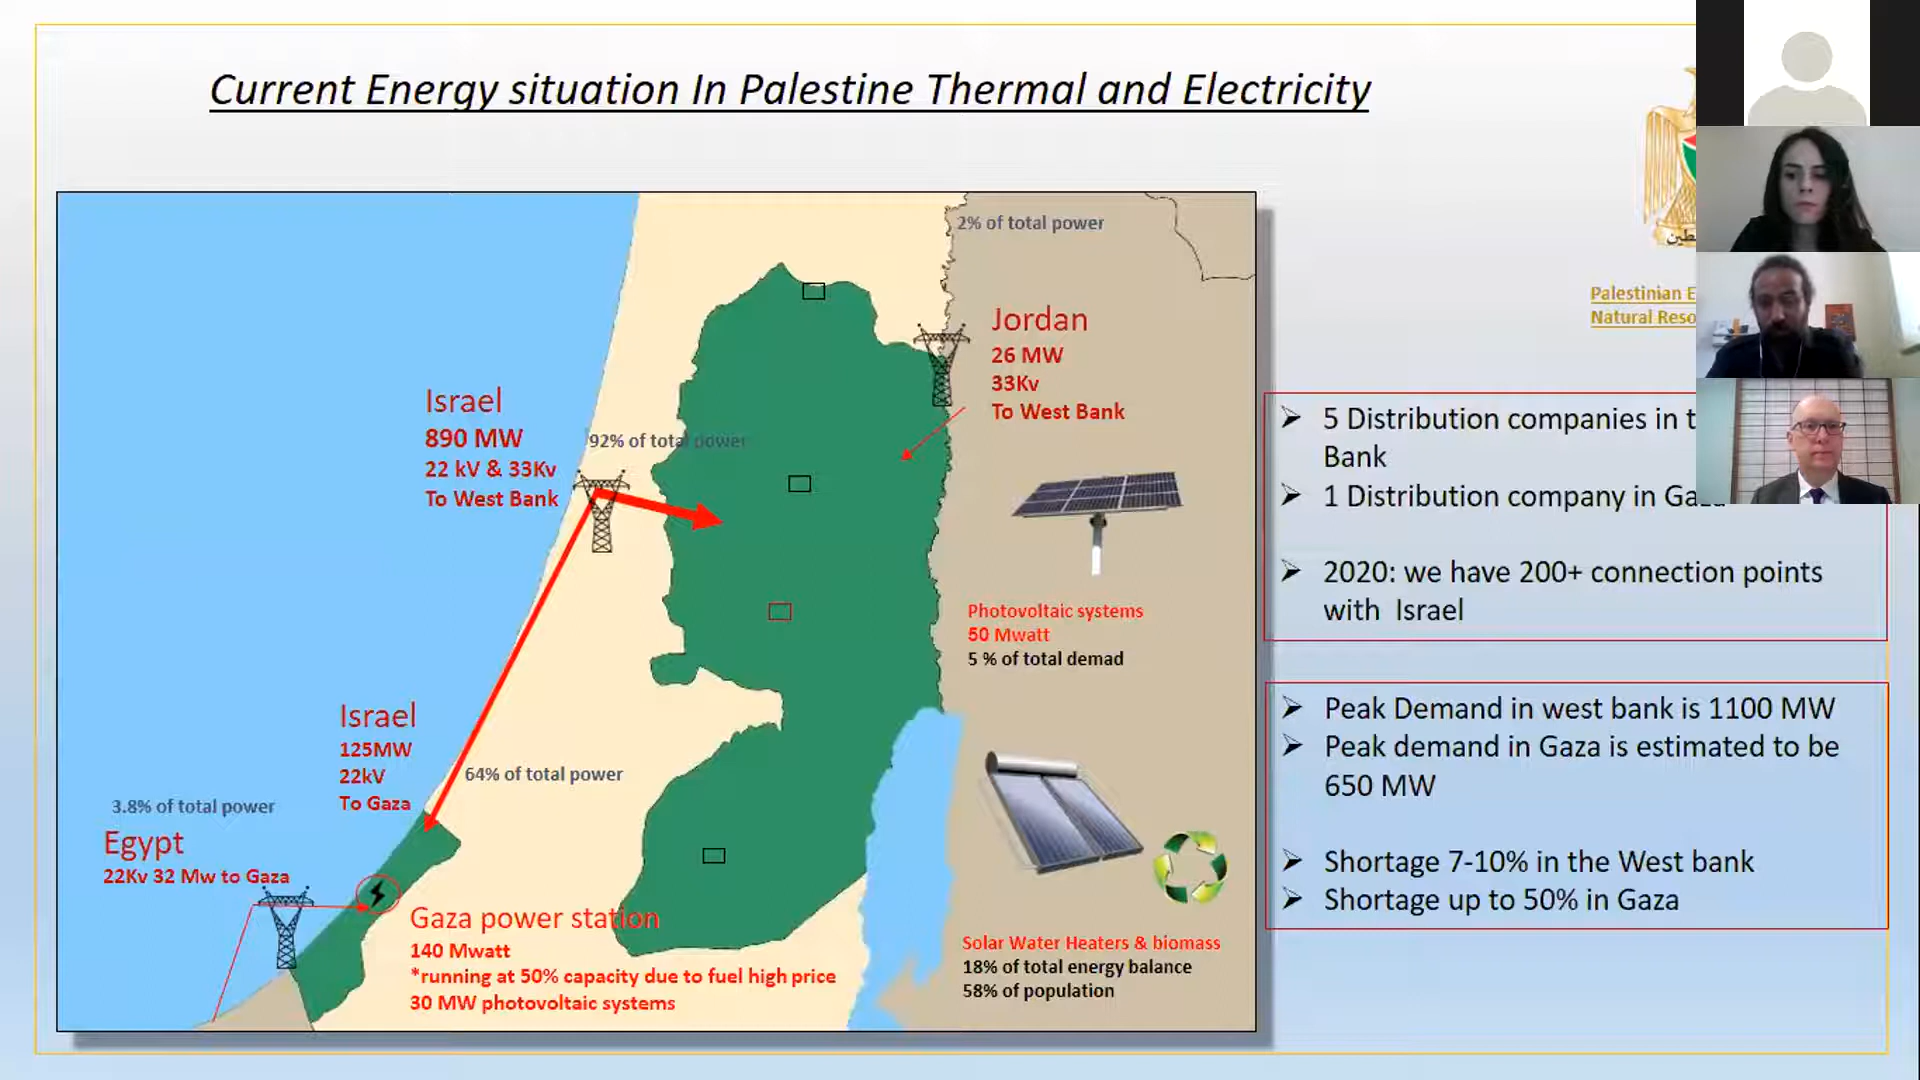 Current Energy situation In Palestine Thermal and Electricity
2% of total power
Jordan
26 MW
33Kv
To West Bank
Israel
890 MW
22 kV & 33Kv
To West Bank
92% of total power
Photovoltaic systems
50 Mwatt
5 % of total demad
Israel
125MW
22kV
To Gaza
64% of total power
3.8% of total power
Egypt
22Kv 32 Mw to Gaza
Gaza power station
140 Mwatt
*running at 50% capacity due to fuel high price
30 MW photovoltaic systems
Solar Water Heaters & biomass
18% of total energy balance
58% of population
Palestinian
Natural
5 Distribution companies in
Bank
1 Distribution company in Gaza
2020: we have 200+ connection points
with Israel
Peak Demand in west bank is 1100 MW
Peak demand in Gaza is estimated to be
650 MW
Shortage 7-10% in the West bank
Shortage up to 50% in Gaza